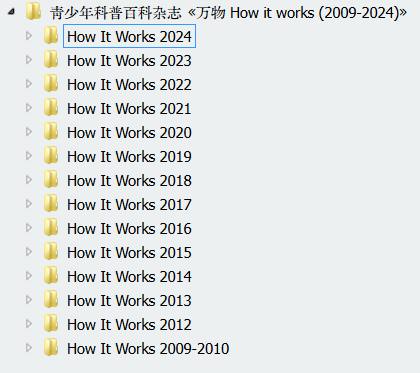 青少年科普百科杂志 «万物 How it works (2009-2024)»
How It Works 2024
How It Works 2023
How It Works 2022
How It Works 2021
How It Works 2020
How It Works 2019
How It Works 2018
How It Works 2017
How It Works 2016
How It Works 2015
How It Works 2014
How It Works 2013
How It Works 2012
How It Works 2009-2010